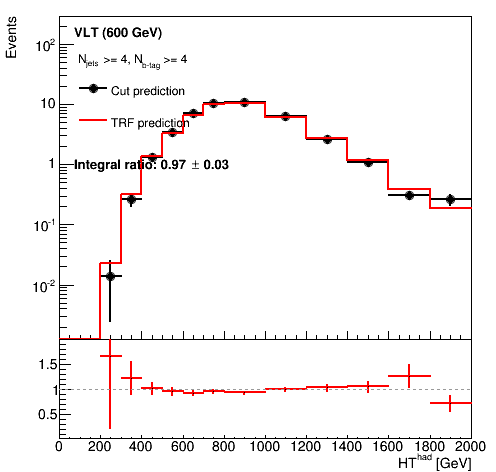 Events
VLT (600 GeV)
N_jets >= 4, N_b-tag >= 4
Cut prediction
TRF prediction
Integral ratio: 0.97 ± 0.03
10^2
10
1
10^-1
10^-2
1.5
1
0.5
0 200 400 600 800 1000 1200 1400 1600 1800 2000
HT^had [GeV]